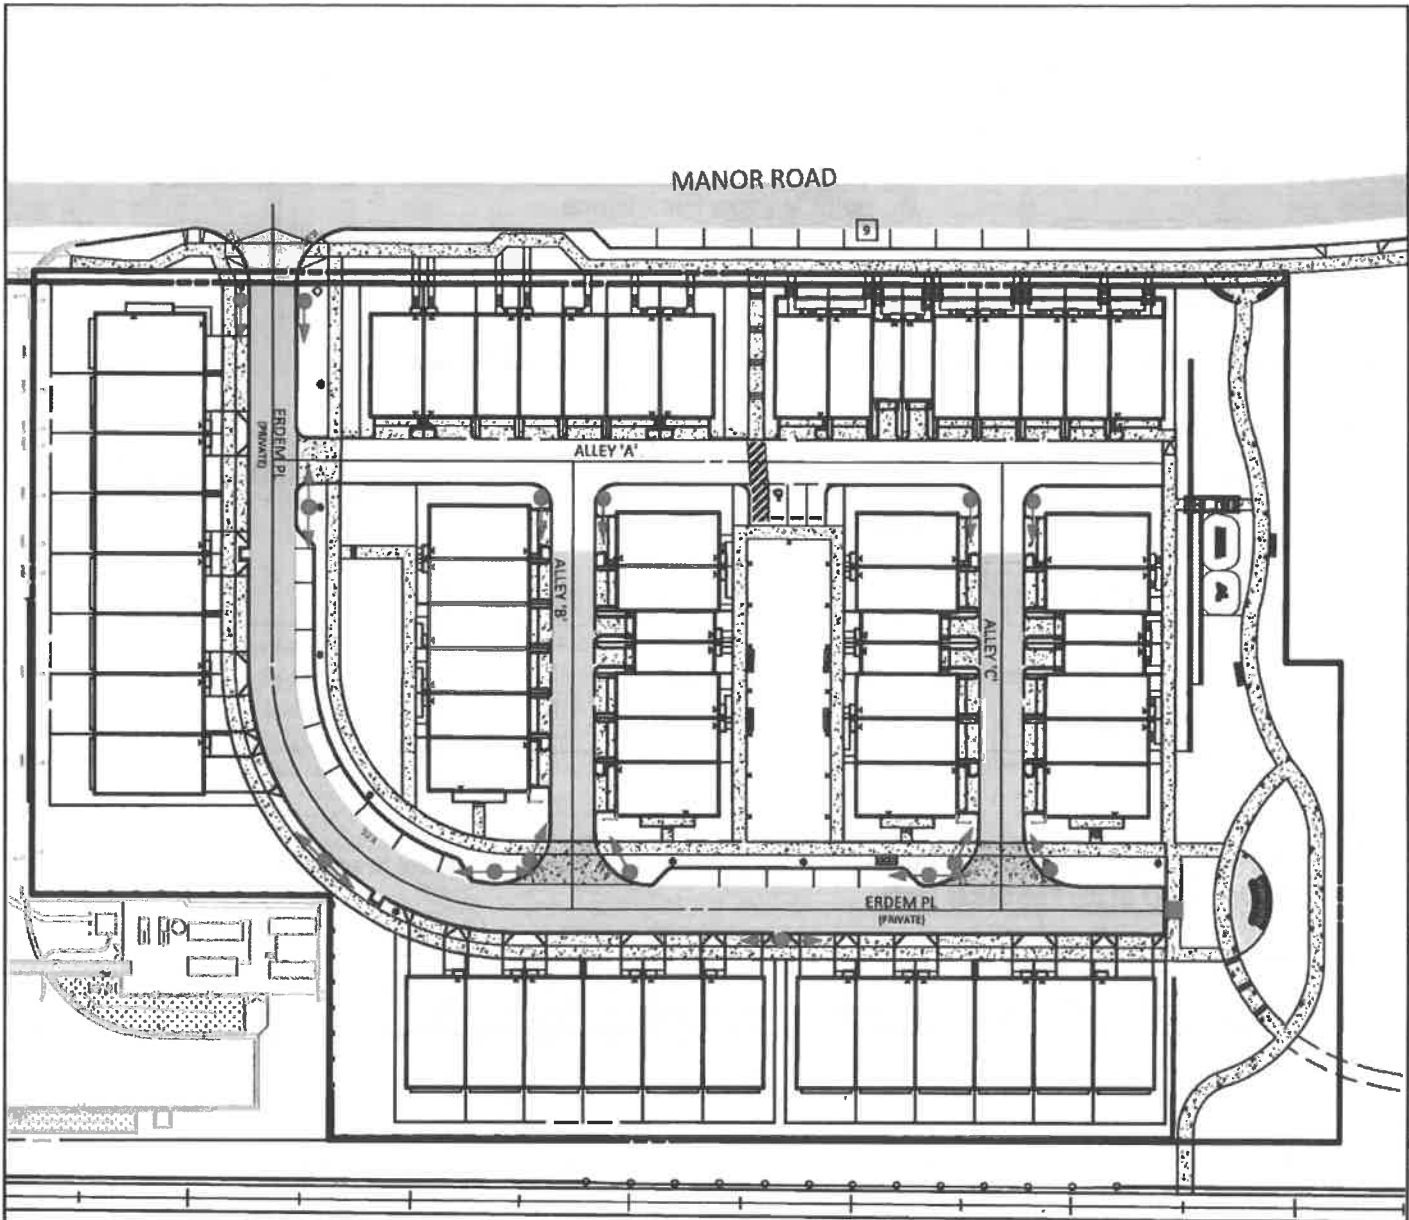 MANOR ROAD
9
ERDEM PL
(PRIVATE)
ALLEY 'A'
ALLEY 'B'
ALLEY 'C'
ERDEM PL
(PRIVATE)